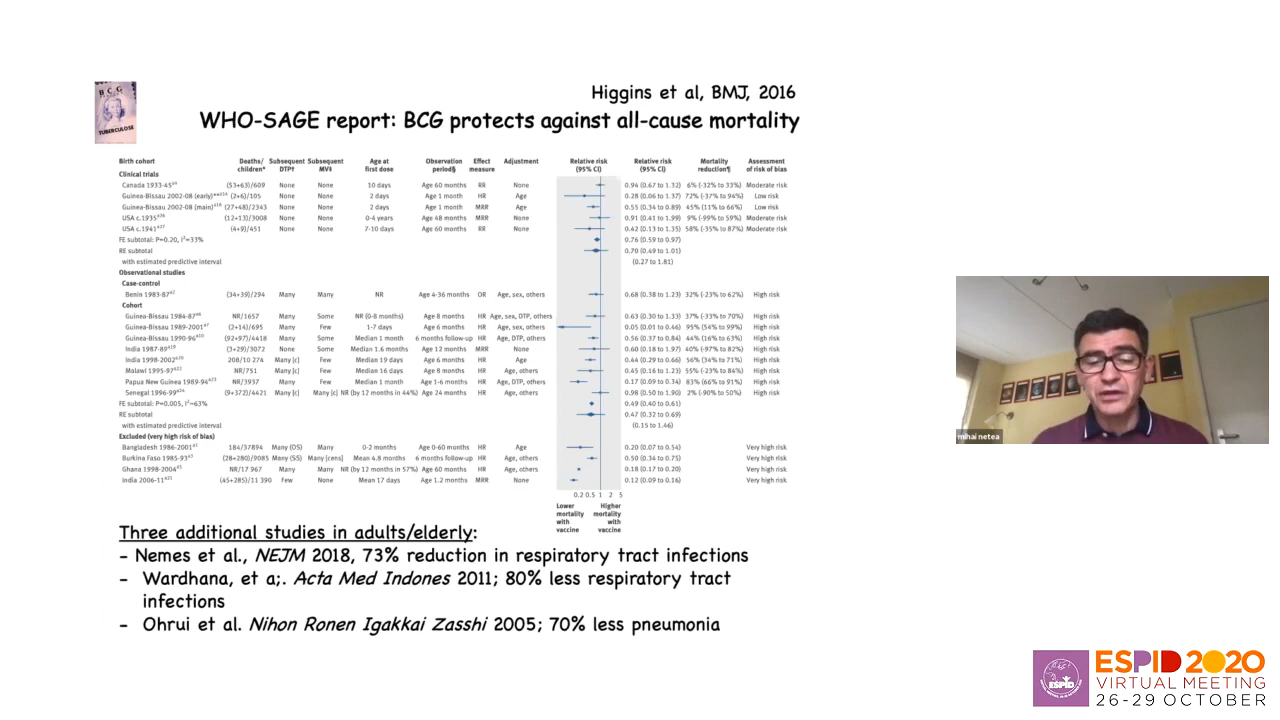 Higgins et al, BMJ, 2016
BCG
TUBERCULOSE
WHO-SAGE report: BCG protects against all-cause mortality
Birth cohort Deaths/ children* Subsequent DTP† Subsequent MV‡ Age at first dose Observation period§ Effect measure Adjustment Relative risk (95% CI) Relative risk (95% CI) Mortality reduction¶ Assessment of risk of bias
Clinical trials
Canada 1933-45 (53+63)/609 None None 10 days Age 60 months RR None 0.94 (0.67 to 1.32) 6% (-32% to 33%) Moderate risk
Guinea-Bissau 2002-08 (early) (2+6)/105 None None 2 days Age 1 month HR Age 0.28 (0.06 to 1.37) 72% (-37% to 94%) Low risk
Guinea-Bissau 2002-08 (main) (27+48)/2343 None None 2 days Age 1 month MRR Age 0.55 (0.34 to 0.89) 45% (11% to 66%) Low risk
USA c.1935 (12+13)/3008 None None 0-4 years Age 48 months MRR None 0.91 (0.41 to 1.99) 9% (-99% to 59%) Moderate risk
USA c.1941 (4+9)/451 None None 7-10 days Age 60 months RR None 0.42 (0.13 to 1.35) 58% (-35% to 87%) Moderate risk
FE subtotal: P=0.20, I²=33% 0.76 (0.59 to 0.97)
RE subtotal 0.70 (0.49 to 1.01)
with estimated predictive interval (0.27 to 1.81)
Observational studies
Case-control
Benin 1983-87 (34+39)/294 Many Many NR Age 4-36 months OR Age, sex, others 0.68 (0.38 to 1.23) 32% (-23% to 62%) High risk
Cohort
Guinea-Bissau 1984-87 NR/1657 Many Some NR (0-8 months) Age 8 months HR Age, sex, DTP, others 0.63 (0.30 to 1.33) 37% (-33% to 70%) High risk
Guinea-Bissau 1989-2001 (2+14)/695 Many Few 1-7 days Age 6 months HR Age, sex, others 0.05 (0.01 to 0.46) 95% (54% to 99%) High risk
Guinea-Bissau 1990-96 (92+97)/4418 Many Some Median 1 month 6 months follow-up HR Age, DTP, others 0.56 (0.37 to 0.84) 44% (16% to 63%) High risk
India 1987-89 (3+29)/3072 None Some Median 1.6 months Age 12 months MRR None 0.60 (0.18 to 1.97) 40% (-97% to 82%) High risk
India 1998-2002 208/10 274 Many [c] Few Median 19 days Age 6 months HR Age 0.44 (0.29 to 0.66) 56% (34% to 71%) High risk
Malawi 1995-97 NR/751 Many [c] Few Median 16 days Age 8 months HR Age, others 0.45 (0.16 to 1.23) 55% (-23% to 84%) High risk
Papua New Guinea 1989-94 NR/3937 Many Few Median 1 month Age 1-6 months HR Age, DTP, others 0.17 (0.09 to 0.34) 83% (66% to 91%) High risk
Senegal 1996-99 (9+372)/4421 Many [c] Many [c] NR (by 12 months in 44%) Age 24 months HR Age, others 0.98 (0.50 to 1.90) 2% (-90% to 50%) High risk
FE subtotal: P=0.005, I²=63% 0.49 (0.40 to 0.61)
RE subtotal 0.47 (0.32 to 0.69)
with estimated predictive interval (0.15 to 1.46)
Excluded (very high risk of bias)
Bangladesh 1986-2001 184/37894 Many (OS) Many 0-2 months Age 0-60 months HR Age 0.20 (0.07 to 0.54) Very high risk
Burkina Faso 1985-93 (28+280)/9085 Many (SS) Many [cens] Mean 4.8 months 6 months follow-up HR Age, others 0.50 (0.34 to 0.75) Very high risk
Ghana 1998-2004 NR/17 967 Many Many NR (by 12 months in 57%) Age 60 months HR Age, others 0.18 (0.17 to 0.20) Very high risk
India 2006-11 (45+285)/11 390 Few None Mean 17 days Age 1.2 months MRR None 0.12 (0.09 to 0.16) Very high risk
0.2 0.5 1 2 5
Lower mortality with vaccine
Higher mortality with vaccine
Three additional studies in adults/elderly:
- Nemes et al., NEJM 2018, 73% reduction in respiratory tract infections
- Wardhana, et a;. Acta Med Indones 2011; 80% less respiratory tract
infections
- Ohrui et al. Nihon Ronen Igakkai Zasshi 2005; 70% less pneumonia
mihai netea
ESPID
ESPID 2020
VIRTUAL MEETING
26-29 OCTOBER